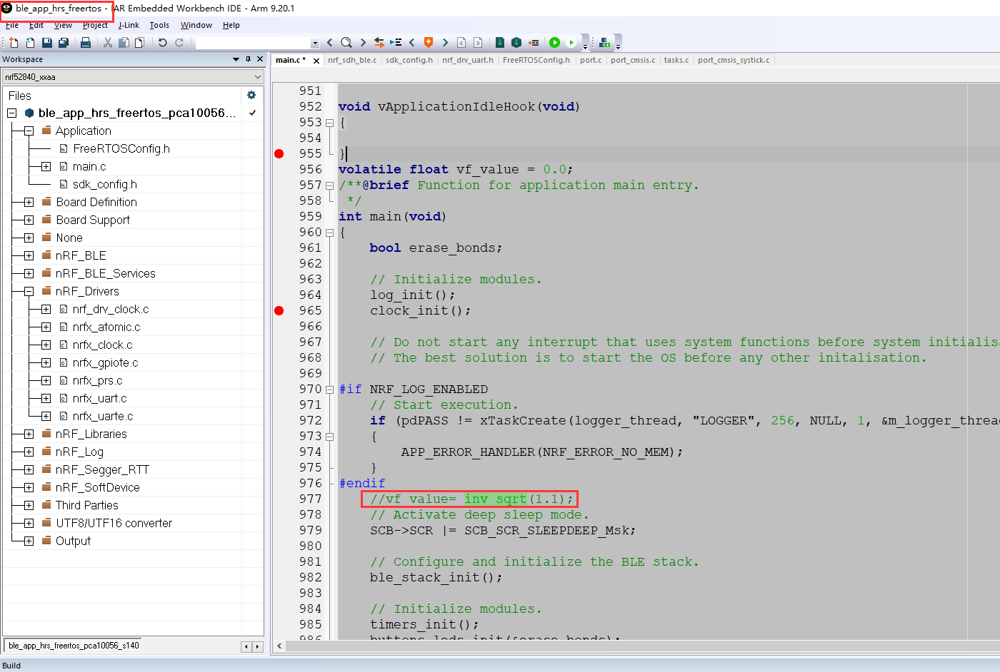 ble_app_hrs_freertos - IAR Embedded Workbench IDE - Arm 9.20.1
File Edit View Project J-Link Tools Window Help
Workspace
nrf52840_xxaa
Files
ble_app_hrs_freertos_pca10056...
Application
FreeRTOSConfig.h
main.c
sdk_config.h
Board Definition
Board Support
None
nRF_BLE
nRF_BLE_Services
nRF_Drivers
nrf_drv_clock.c
nrfx_atomic.c
nrfx_clock.c
nrfx_gpiote.c
nrfx_prs.c
nrfx_uart.c
nrfx_uarte.c
nRF_Libraries
nRF_Log
nRF_Segger_RTT
nRF_SoftDevice
Third Parties
UTF8/UTF16 converter
Output
ble_app_hrs_freertos_pca10056_s140
main.c * nrf_sdh_ble.c sdk_config.h nrf_drv_uart.h FreeRTOSConfig.h port.c port_cmsis.c tasks.c port_cmsis_systick.c
951
952 void vApplicationIdleHook(void)
953 {
954
955 }
956 volatile float vf_value = 0.0;
957 /**@brief Function for application main entry.
958 */
959 int main(void)
960 {
961 bool erase_bonds;
962
963 // Initialize modules.
964 log_init();
965 clock_init();
966
967 // Do not start any interrupt that uses system functions before system initialis
968 // The best solution is to start the OS before any other initalisation.
969
970 #if NRF_LOG_ENABLED
971 // Start execution.
972 if (pdPASS != xTaskCreate(logger_thread, "LOGGER", 256, NULL, 1, &m_logger_threa
973 {
974 APP_ERROR_HANDLER(NRF_ERROR_NO_MEM);
975 }
976 #endif
977 //vf_value= inv_sqrt(1.1);
978 // Activate deep sleep mode.
979 SCB->SCR |= SCB_SCR_SLEEPDEEP_Msk;
980
981 // Configure and initialize the BLE stack.
982 ble_stack_init();
983
984 // Initialize modules.
985 timers_init();
986 buttons_leds_init(&erase_bonds);
Build